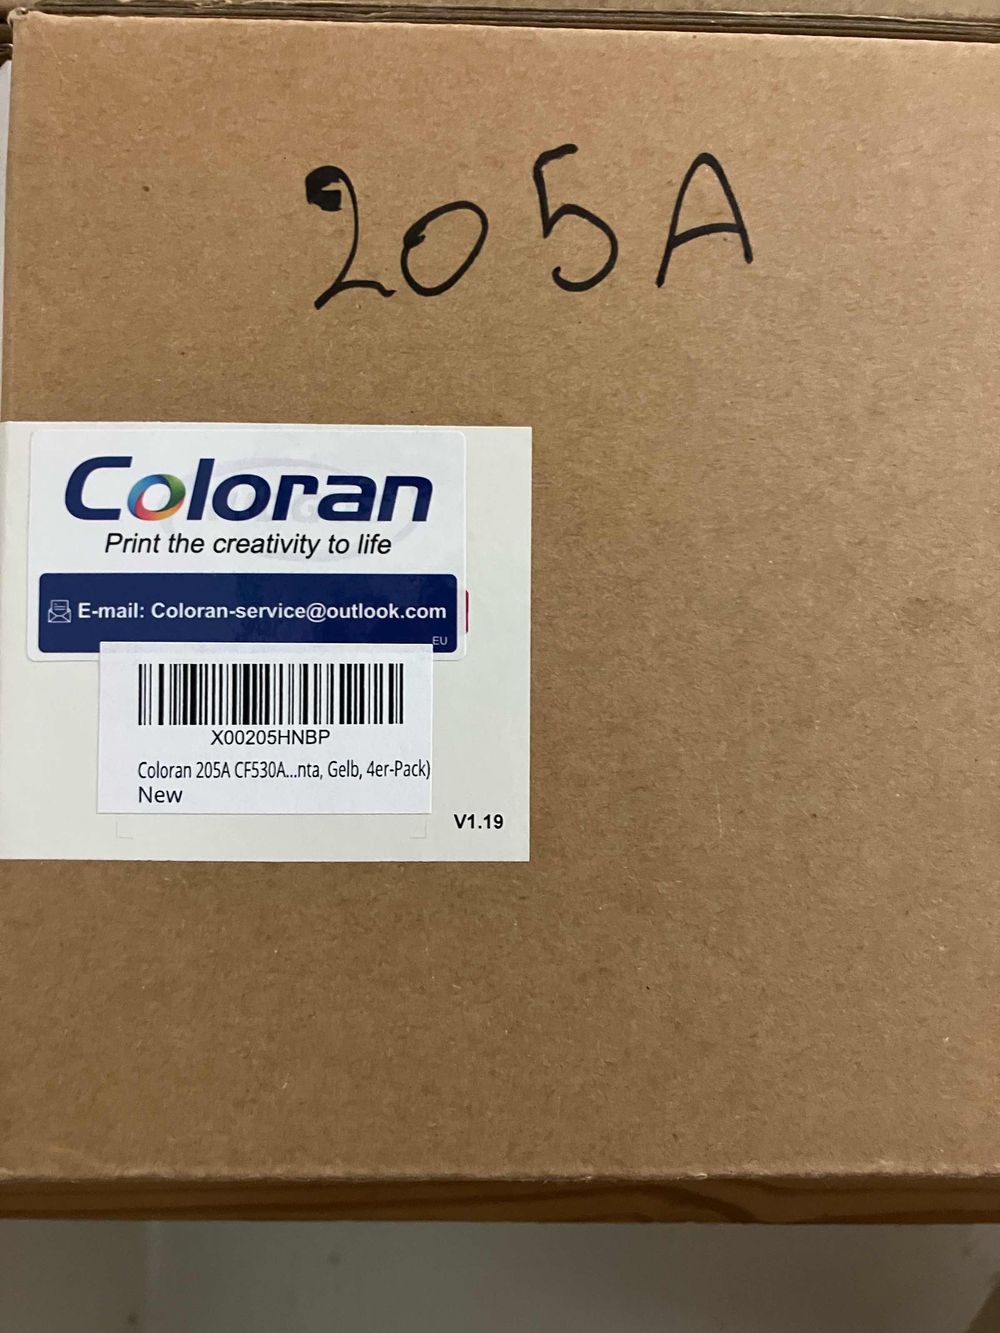 205A
Coloran
Print the creativity to life
E-mail: Coloran-service@outlook.com
EU
X00205HNBP
Coloran 205A CF530A...nta, Gelb, 4er-Pack)
New
V1.19